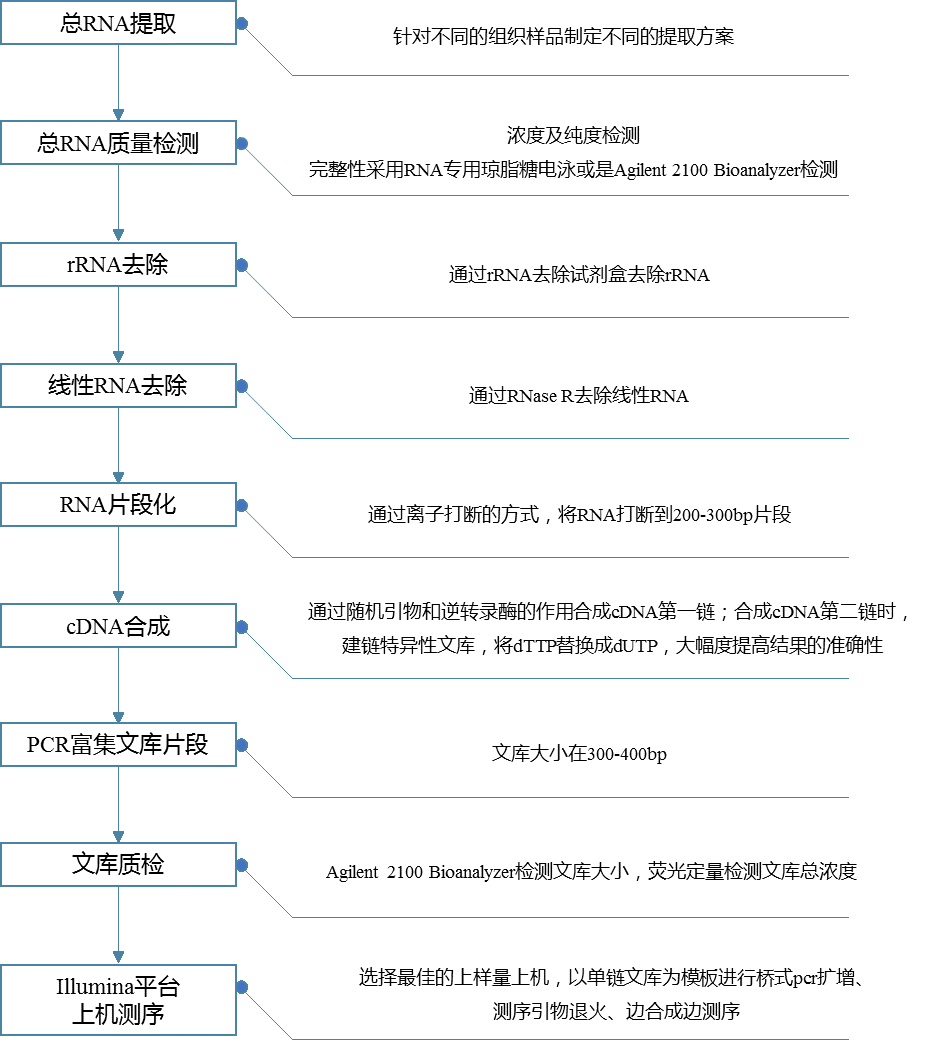 总RNA提取
针对不同的组织样品制定不同的提取方案
总RNA质量检测
浓度及纯度检测
完整性采用RNA专用琼脂糖电泳或是Agilent 2100 Bioanalyzer检测
rRNA去除
通过rRNA去除试剂盒去除rRNA
线性RNA去除
通过RNase R去除线性RNA
RNA片段化
通过离子打断的方式，将RNA打断到200-300bp片段
cDNA合成
通过随机引物和逆转录酶的作用合成cDNA第一链；合成cDNA第二链时，
建链特异性文库，将dTTP替换成dUTP，大幅度提高结果的准确性
PCR富集文库片段
文库大小在300-400bp
文库质检
Agilent 2100 Bioanalyzer检测文库大小，荧光定量检测文库总浓度
Illumina平台
上机测序
选择最佳的上样量上机，以单链文库为模板进行桥式pcr扩增、
测序引物退火、边合成边测序